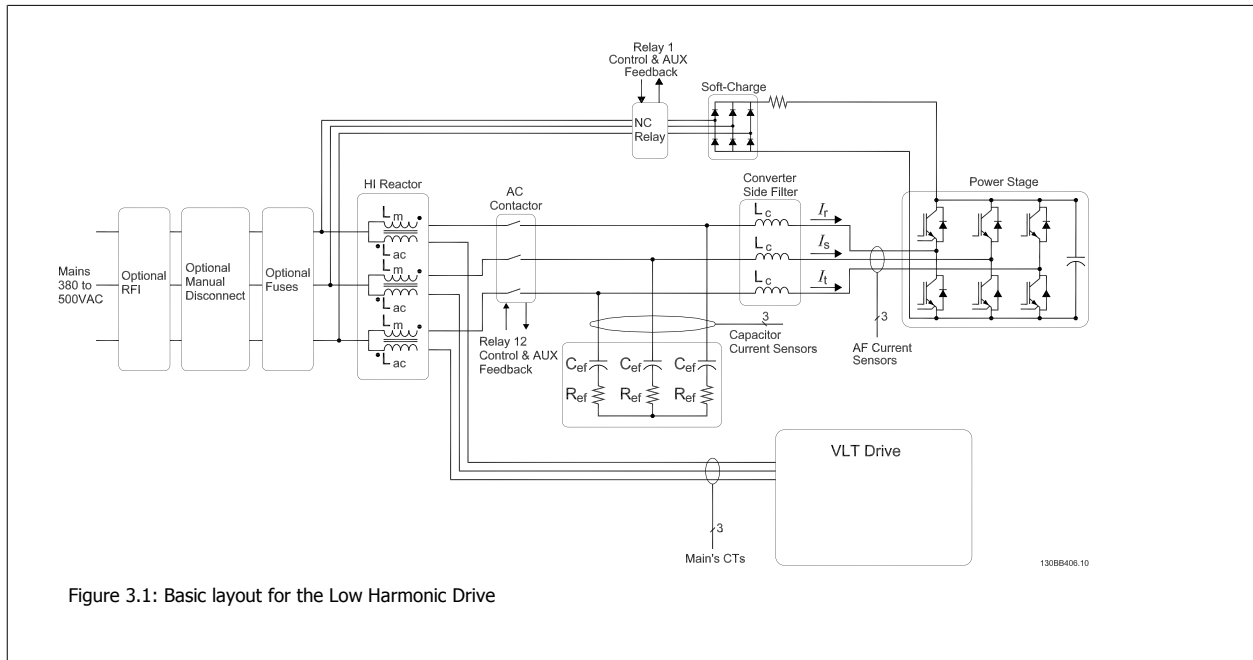 Relay 1
Control & AUX
Feedback
Soft-Charge
NC
Relay
HI Reactor
AC
Contactor
Converter
Side Filter
Power Stage
Mains
380 to
500VAC
Optional
RFI
Optional
Manual
Disconnect
Optional
Fuses
Lm
Lac
Lm
Lac
Lm
Lac
Lc
Lc
Lc
Ir
Is
It
Relay 12
Control & AUX
Feedback
3
Capacitor
Current Sensors
3
AF Current
Sensors
Cef
Cef
Cef
Ref
Ref
Ref
VLT Drive
3
Main's CTs
130BB406.10
Figure 3.1: Basic layout for the Low Harmonic Drive